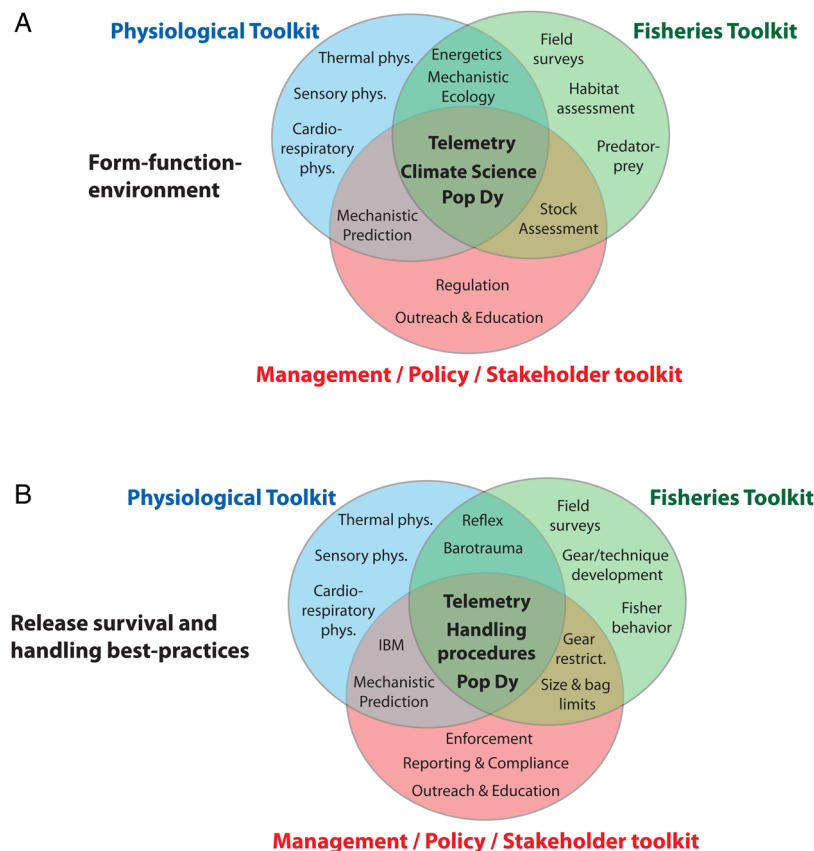 A
Physiological Toolkit
Fisheries Toolkit
Thermal phys.
Sensory phys.
Cardio-
respiratory
phys.
Energetics
Mechanistic
Ecology
Field
surveys
Habitat
assessment
Predator-
prey
Form-function-
environment
Telemetry
Climate Science
Pop Dy
Mechanistic
Prediction
Stock
Assessment
Regulation
Outreach & Education
Management / Policy / Stakeholder toolkit
B
Physiological Toolkit
Fisheries Toolkit
Thermal phys.
Sensory phys.
Cardio-
respiratory
phys.
Reflex
Barotrauma
Field
surveys
Gear/technique
development
Fisher
behavior
Release survival and
handling best-practices
Telemetry
Handling
procedures
Pop Dy
IBM
Mechanistic
Prediction
Gear
restrict.
Size & bag
limits
Enforcement
Reporting & Compliance
Outreach & Education
Management / Policy / Stakeholder toolkit